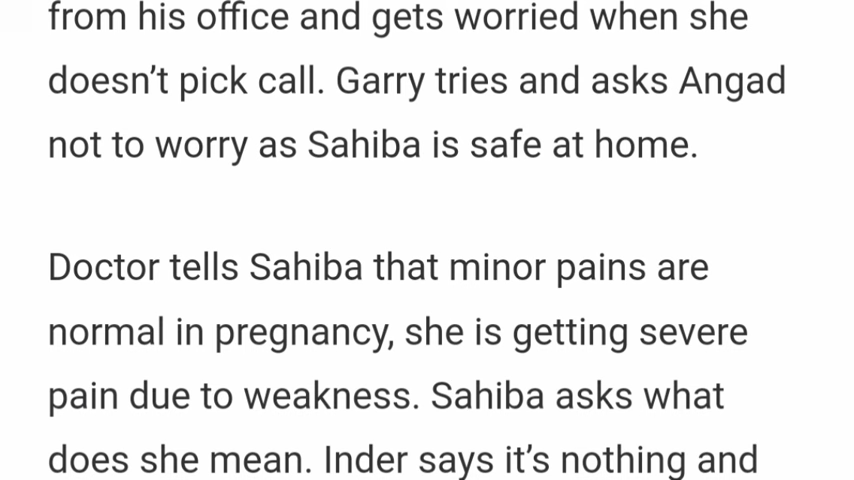 from his office and gets worried when she
doesn’t pick call. Garry tries and asks Angad
not to worry as Sahiba is safe at home.
Doctor tells Sahiba that minor pains are
normal in pregnancy, she is getting severe
pain due to weakness. Sahiba asks what
does she mean. Inder says it’s nothing and